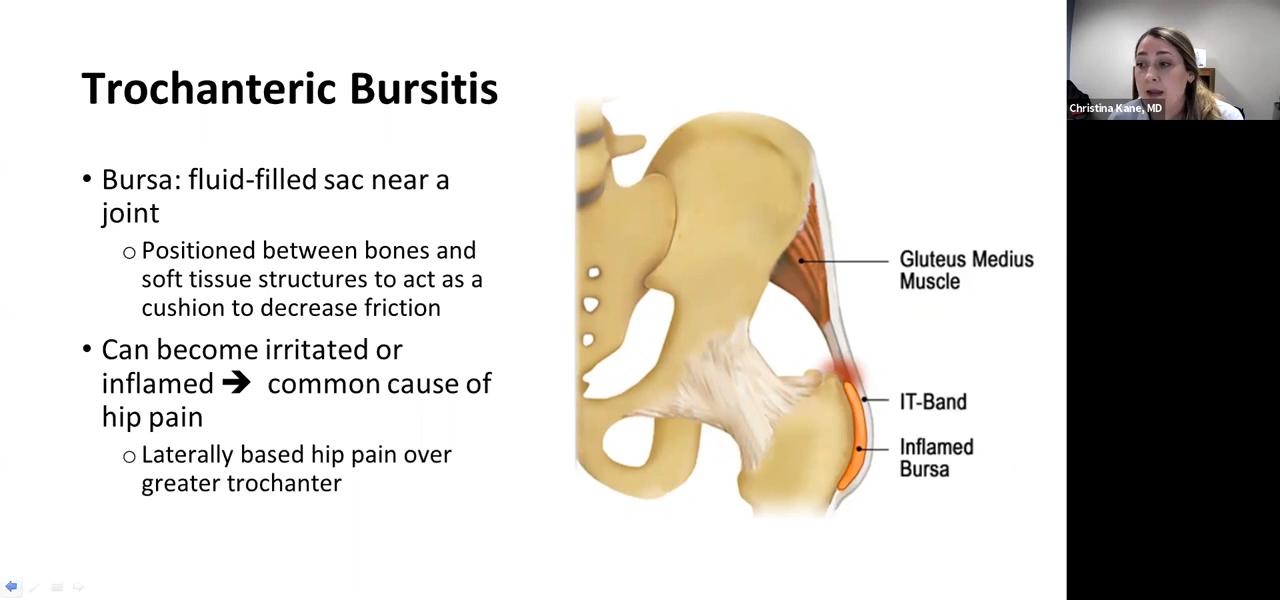 Trochanteric Bursitis
• Bursa: fluid-filled sac near a
joint
o Positioned between bones and
soft tissue structures to act as a
cushion to decrease friction
• Can become irritated or
inflamed ➔ common cause of
hip pain
o Laterally based hip pain over
greater trochanter
Gluteus Medius
Muscle
IT-Band
Inflamed
Bursa
Christina Kane, MD